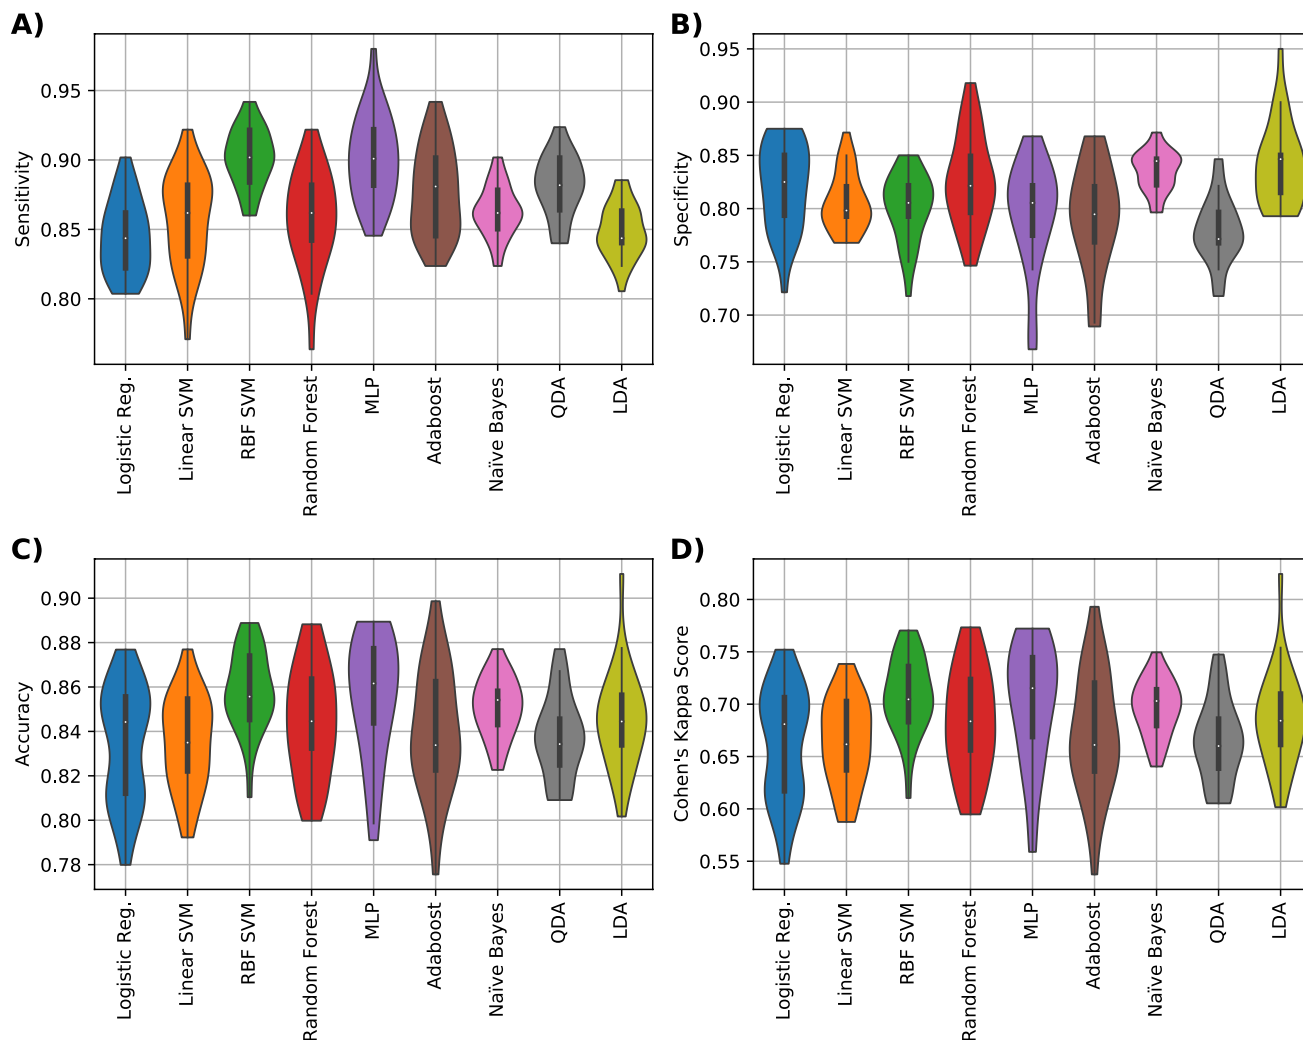 A)
Sensitivity
0.95
0.90
0.85
0.80
Logistic Reg.
Linear SVM
RBF SVM
Random Forest
MLP
Adaboost
Naïve Bayes
QDA
LDA
B)
Specificity
0.95
0.90
0.85
0.80
0.75
0.70
Logistic Reg.
Linear SVM
RBF SVM
Random Forest
MLP
Adaboost
Naïve Bayes
QDA
LDA
C)
Accuracy
0.90
0.88
0.86
0.84
0.82
0.80
0.78
Logistic Reg.
Linear SVM
RBF SVM
Random Forest
MLP
Adaboost
Naïve Bayes
QDA
LDA
D)
Cohen's Kappa Score
0.80
0.75
0.70
0.65
0.60
0.55
Logistic Reg.
Linear SVM
RBF SVM
Random Forest
MLP
Adaboost
Naïve Bayes
QDA
LDA